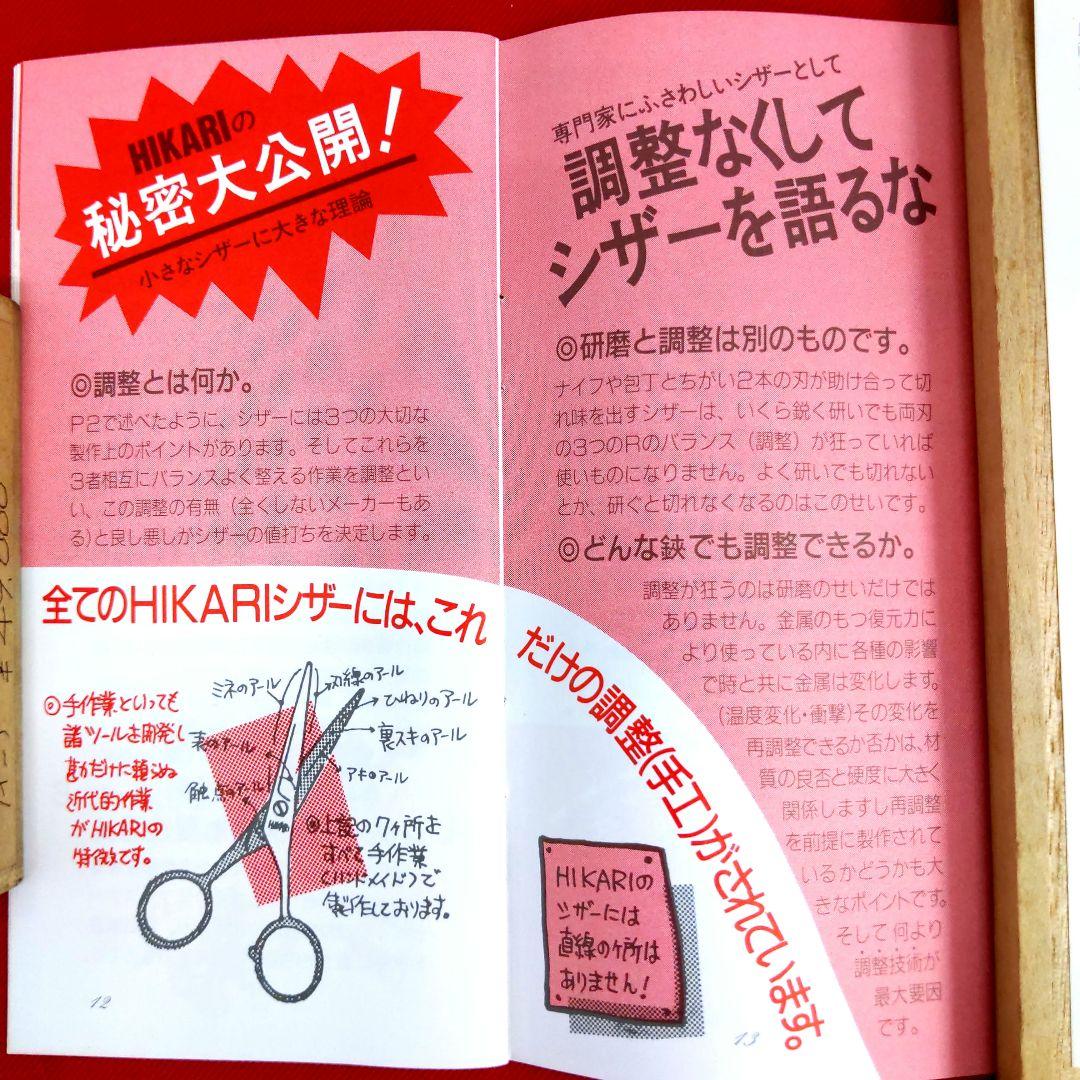 HIKARIの
秘密大公開!
小さなシザーに大きな理論
◎調整とは何か。
P2で述べたように、シザーには3つの大切な
製作上のポイントがあります。そしてこれらを
3者相互にバランスよく整える作業を調整とい
い、この調整の有無(全くしないメーカーもあ
る)と良し悪しがシザーの値打ちを決定します。
全てのHIKARIシザーには、これ
だけの調整(手工)がされています。
◎手作業といっても
諸ツールを開発し
勘だけに頼らぬ
近代的作業
がHIKARIの
特徴です。
ミネのアール
刃線のアール
ひねりのアール
裏スキのアール
表のアール
アキのアール
触点のアール
◎上記の7ヶ所を
すべて手作業
(ハンドメイド)で
製作しております。
12
専門家にふさわしいシザーとして
調整なくして
シザーを語るな
◎研磨と調整は別のものです。
ナイフや包丁とちがい2本の刃が助け合って切
れ味を出すシザーは、いくら鋭く研いでも両刃
の3つのRのバランス(調整)が狂っていれば
使いものになりません。よく研いでも切れない
とか、研ぐと切れなくなるのはこのせいです。
◎どんな鋏でも調整できるか。
調整が狂うのは研磨のせいだけでは
ありません。金属のもつ復元力に
より使っている内に各種の影響
で時と共に金属は変化します。
(温度変化・衝撃)その変化を
再調整できるか否かは、材
質の良否と硬度に大きく
関係しますし再調整
を前提に製作されて
いるかどうかも大
きなポイントです。
そして何より
調整技術が
最大要因
です。
HIKARIの
シザーには
直線のヶ所は
ありません!
13